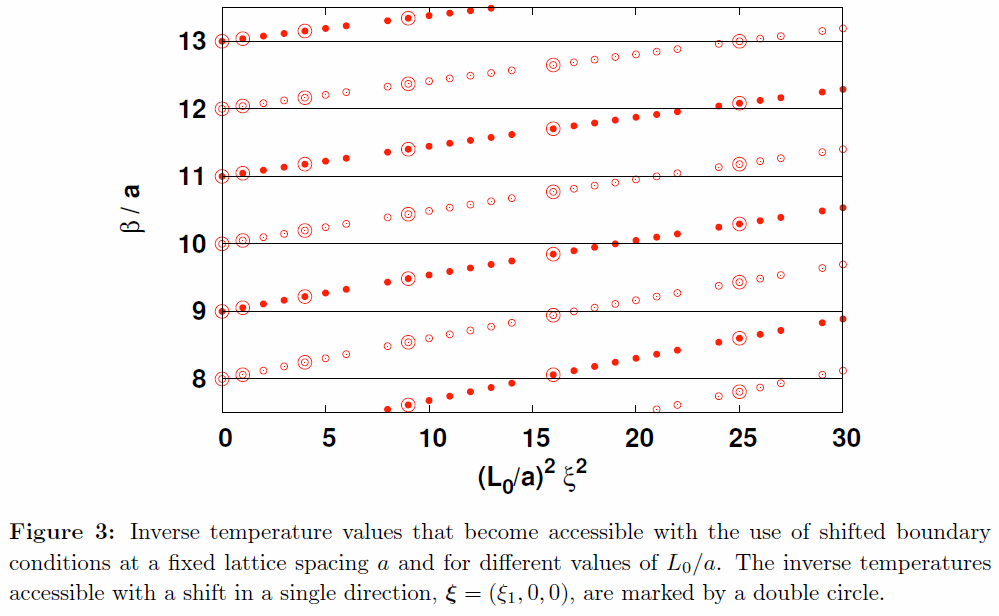 13
12
11
10
9
8
β / a
0 5 10 15 20 25 30
(L0/a)2 ξ2
Figure 3: Inverse temperature values that become accessible with the use of shifted boundary
conditions at a fixed lattice spacing a and for different values of L0/a. The inverse temperatures
accessible with a shift in a single direction, ξ = (ξ1, 0, 0), are marked by a double circle.